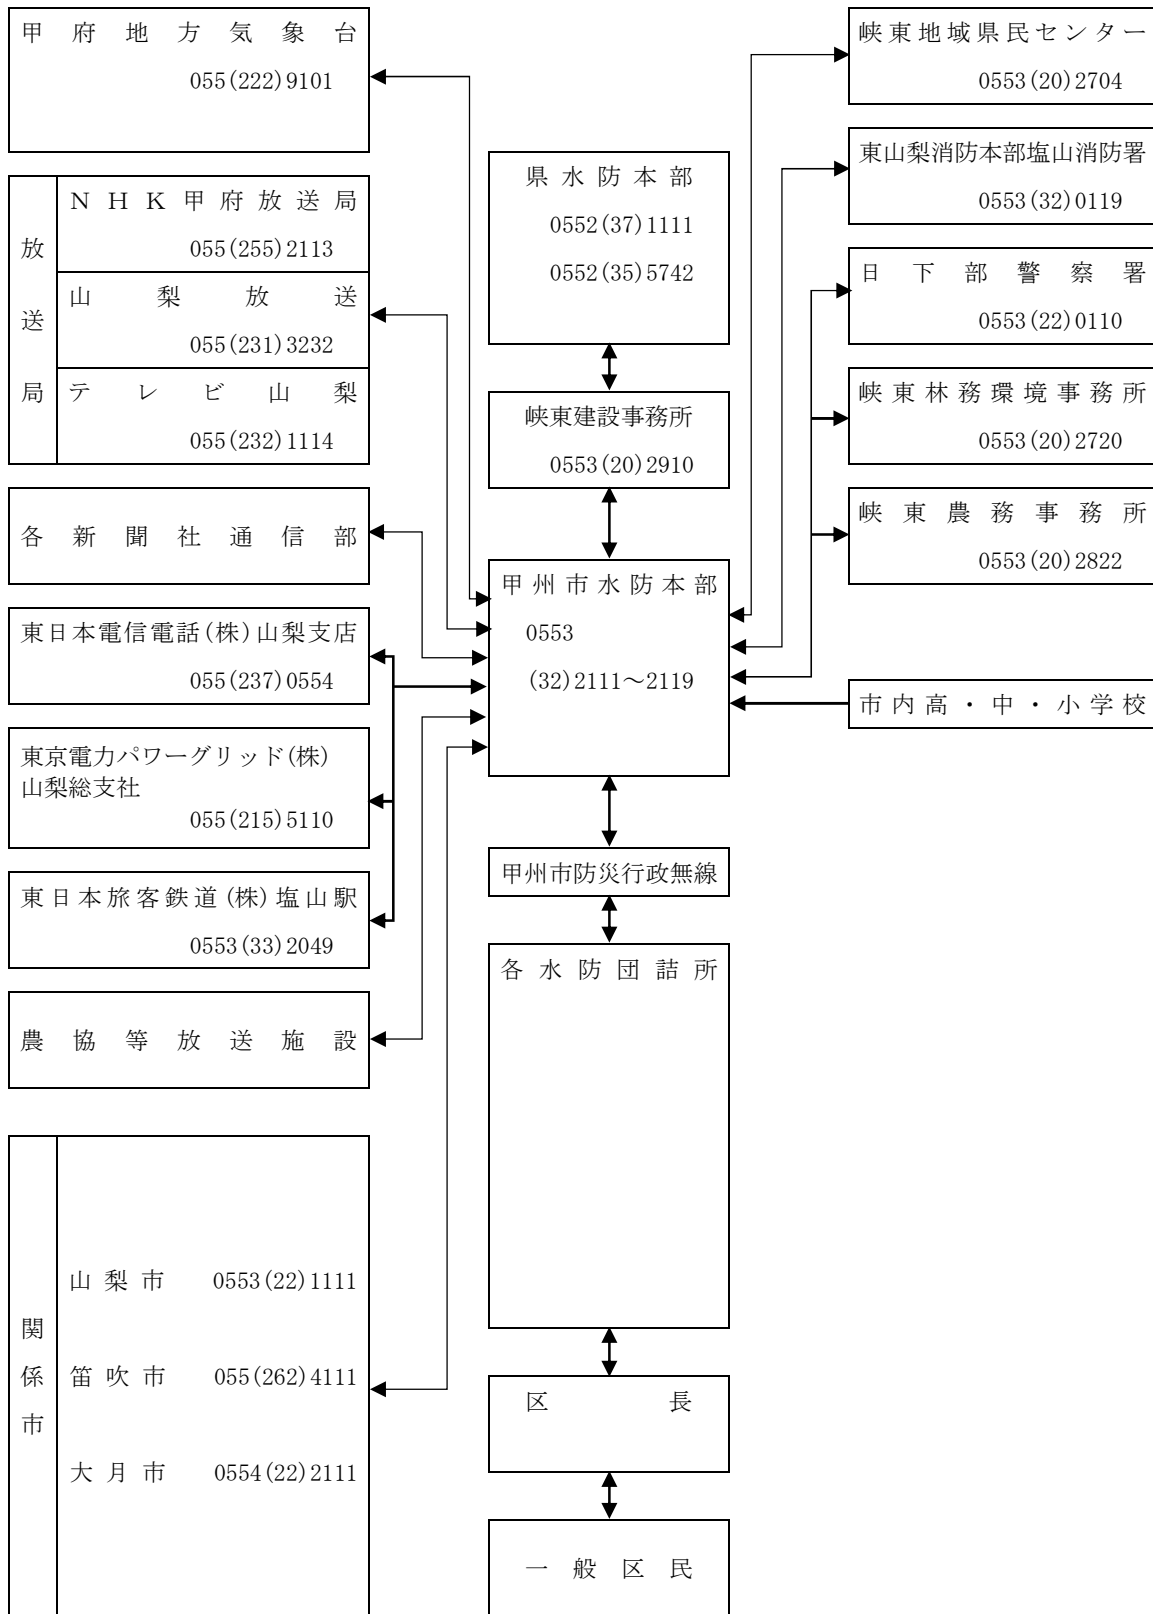 甲府地方気象台
055(222)9101
放送局
NHK甲府放送局
055(255)2113
山梨放送
055(231)3232
テレビ山梨
055(232)1114
各新聞社通信部
東日本電信電話(株)山梨支店
055(237)0554
東京電力パワーグリッド(株)
山梨総支社
055(215)5110
東日本旅客鉄道(株)塩山駅
0553(33)2049
農協等放送施設
関係市
山梨市 0553(22)1111
笛吹市 055(262)4111
大月市 0554(22)2111
県水防本部
0552(37)1111
0552(35)5742
峡東建設事務所
0553(20)2910
甲州市水防本部
0553
(32)2111～2119
甲州市防災行政無線
各水防団詰所
区長
一般区民
峡東地域県民センター
0553(20)2704
東山梨消防本部塩山消防署
0553(32)0119
日下部警察署
0553(22)0110
峡東林務環境事務所
0553(20)2720
峡東農務事務所
0553(20)2822
市内高・中・小学校